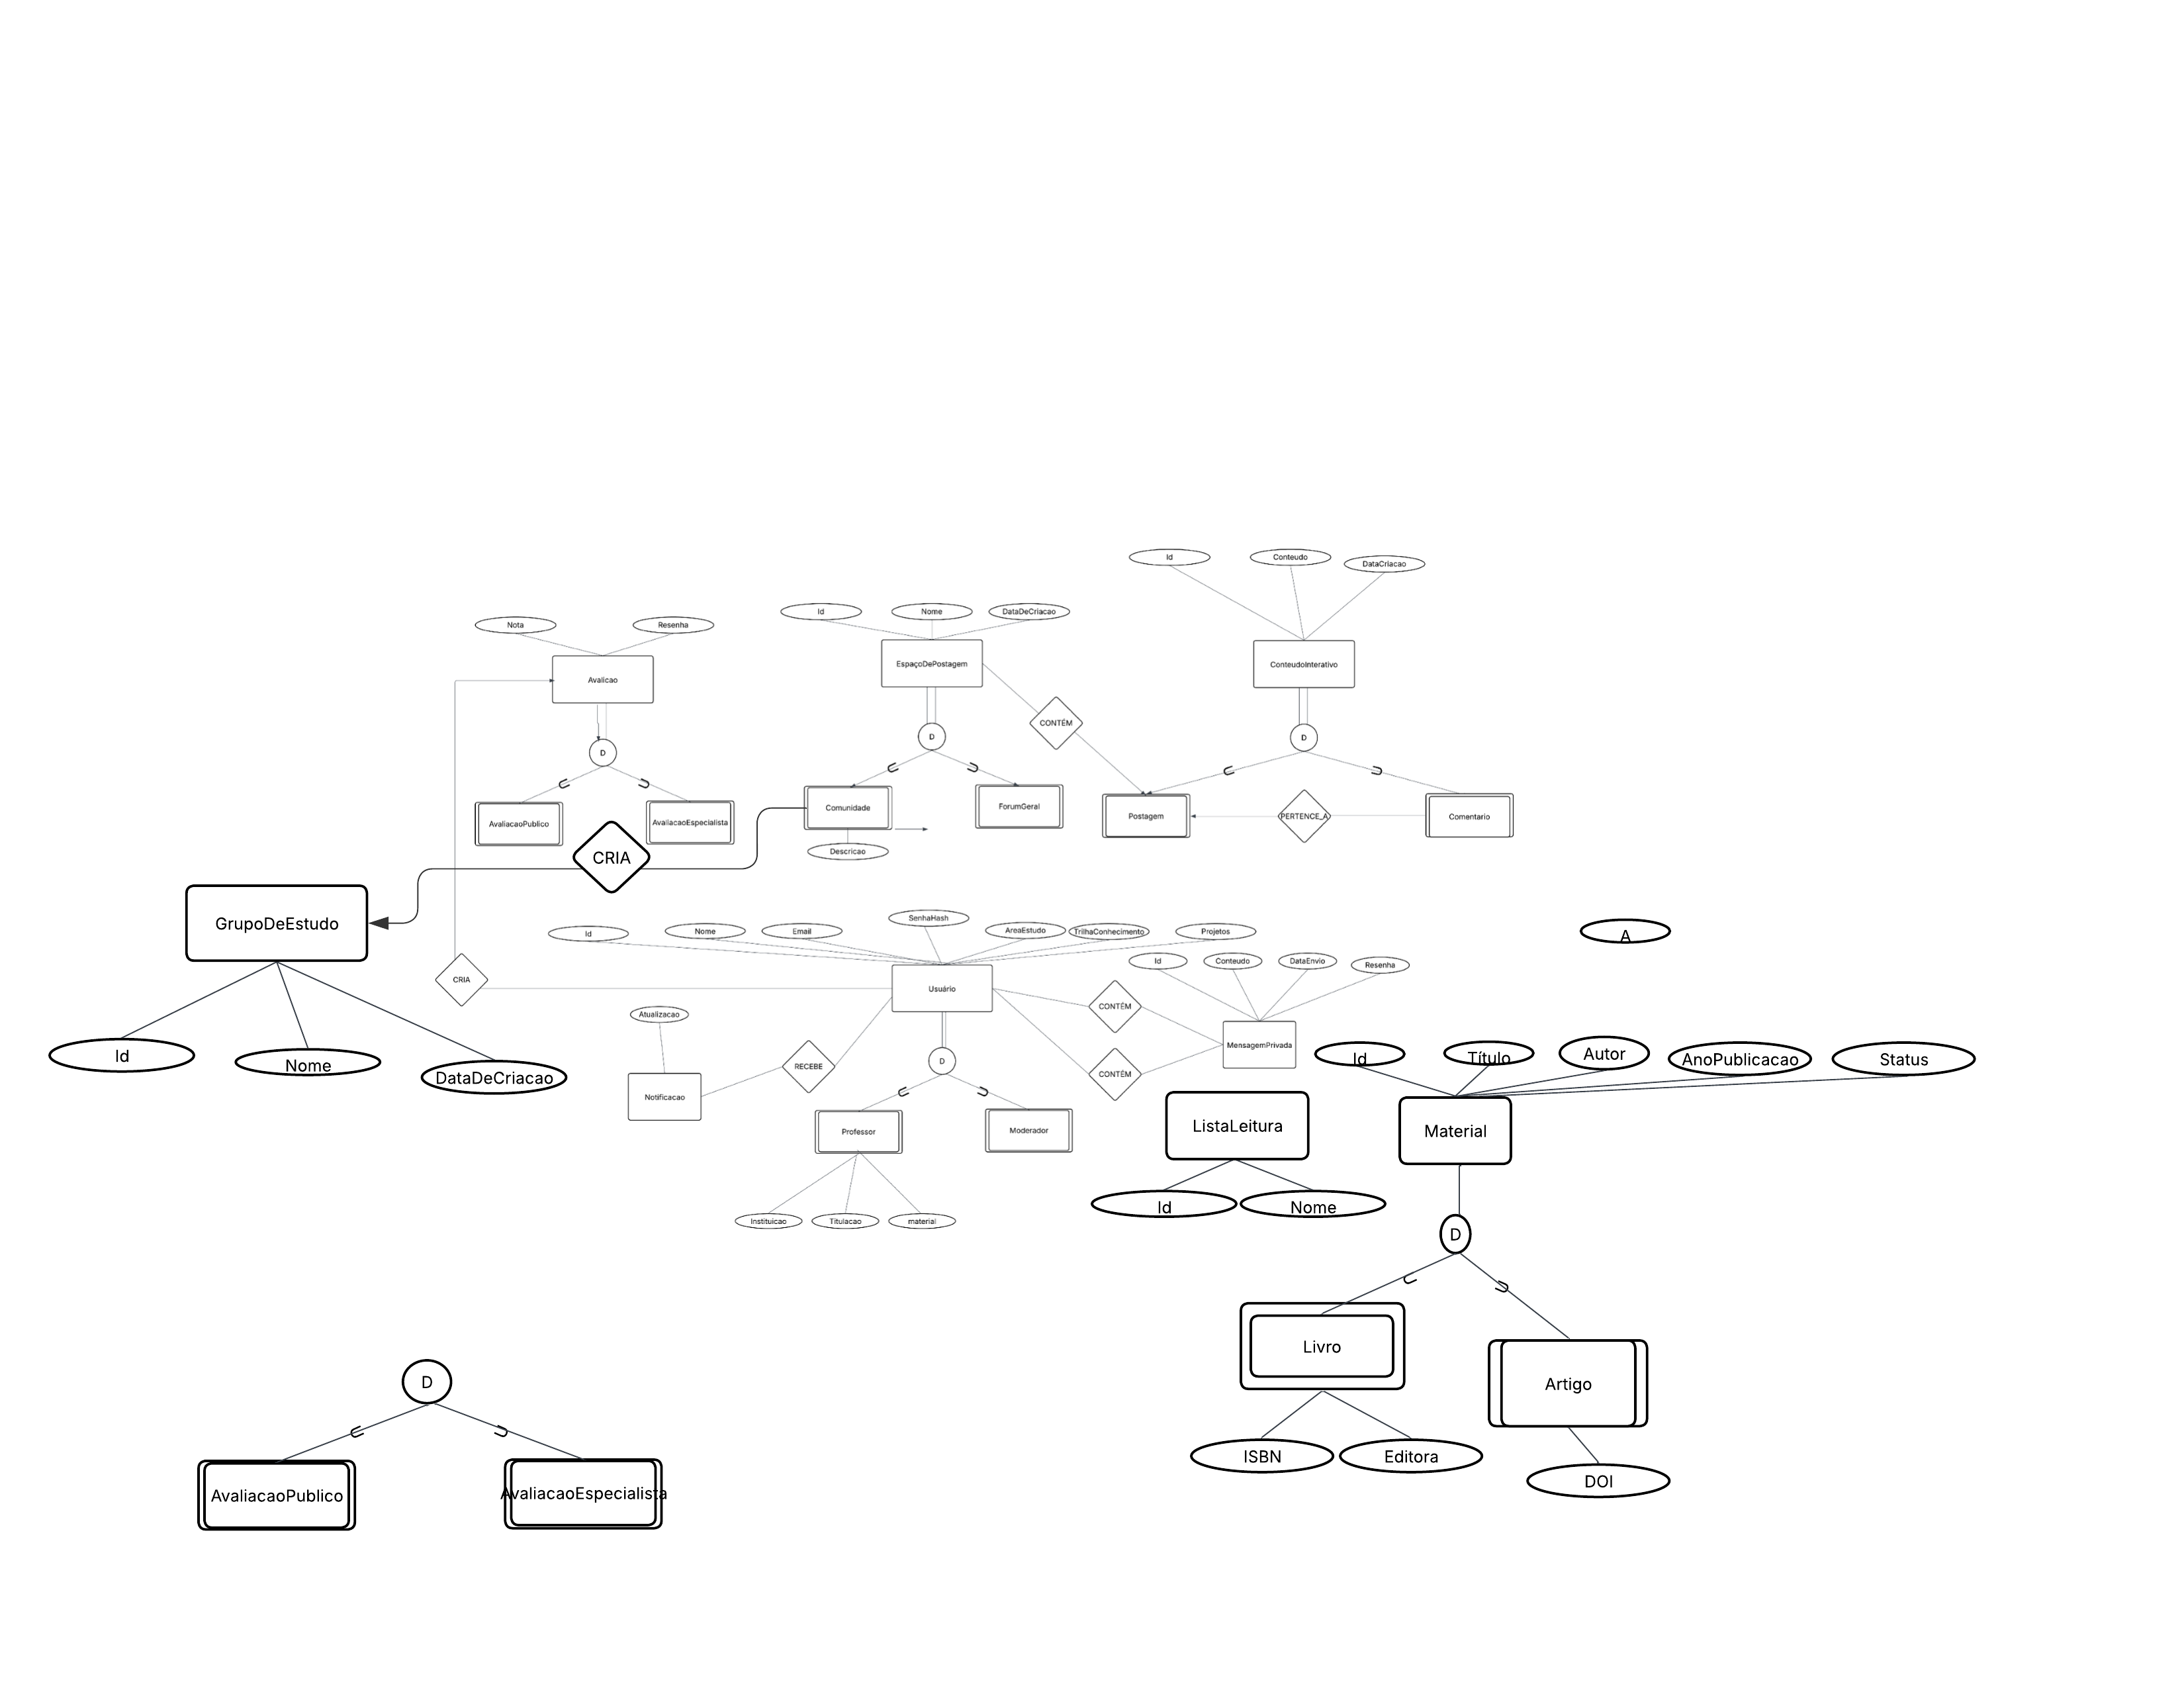 Id
Conteudo
DataCriacao
Id
Nome
DataDeCriacao
Nota
Resenha
EspaçoDePostagem
ConteudoInterativo
Avalicao
CONTÉM
D
D
D
Comunidade
ForumGeral
Postagem
PERTENCE_A
Comentario
AvaliacaoPublico
AvaliacaoEspecialista
Descricao
CRIA
GrupoDeEstudo
SenhaHash
Id
Nome
Email
AreaEstudo
TrilhaConhecimento
Projetos
A
Id
Conteudo
DataEnvio
Resenha
CRIA
Usuário
CONTÉM
Atualizacao
MensagemPrivada
Id
Nome
DataDeCriacao
D
RECEBE
CONTÉM
Id
Título
Autor
AnoPublicacao
Status
Notificacao
Professor
Moderador
ListaLeitura
Material
Id
Nome
Instituicao
Titulacao
material
D
Livro
Artigo
D
ISBN
Editora
DOI
AvaliacaoPublico
AvaliacaoEspecialista